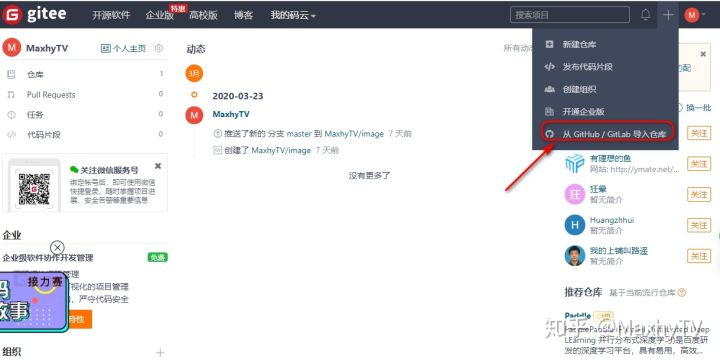 gitee
开源软件 企业版 特惠 高校版 博客 我的码云
搜索项目
M
M MaxhyTV 个人主页
仓库 1
Pull Requests 0
任务 0
代码片段 0
关注微信服务号
绑定帐号后，即可使用微信
快捷登录，随时掌握项目进
展、安全告警等重要信息
企业
企业级软件协作开发管理 免费
可视化的项目管理
，严守代码安全
特性
码
接力赛
故事
组织
动态
所有动
3月
2020-03-23
M MaxhyTV
推送了新的 分支 master 到 MaxhyTV/image 7 天前
创建了 MaxhyTV/image 7 天前
没有更多了
新建仓库
发布代码片段
创建组织
开通企业版
从 GitHub / GitLab 导入仓库
的配
换一批
关注
有理想的鱼
网站: http://ymate.net/...
关注
狂 狂暈
暂无简介
关注
H Huangzhhui
暂无简介
关注
我的上铺叫路遥
暂无简介
关注
推荐仓库 基于当前流行仓库
Paddle
DEep LEarning 并行分布式深度学习)是百度研
发的深度学习平台，具有易用，高效...
知乎 @MaxhyTV